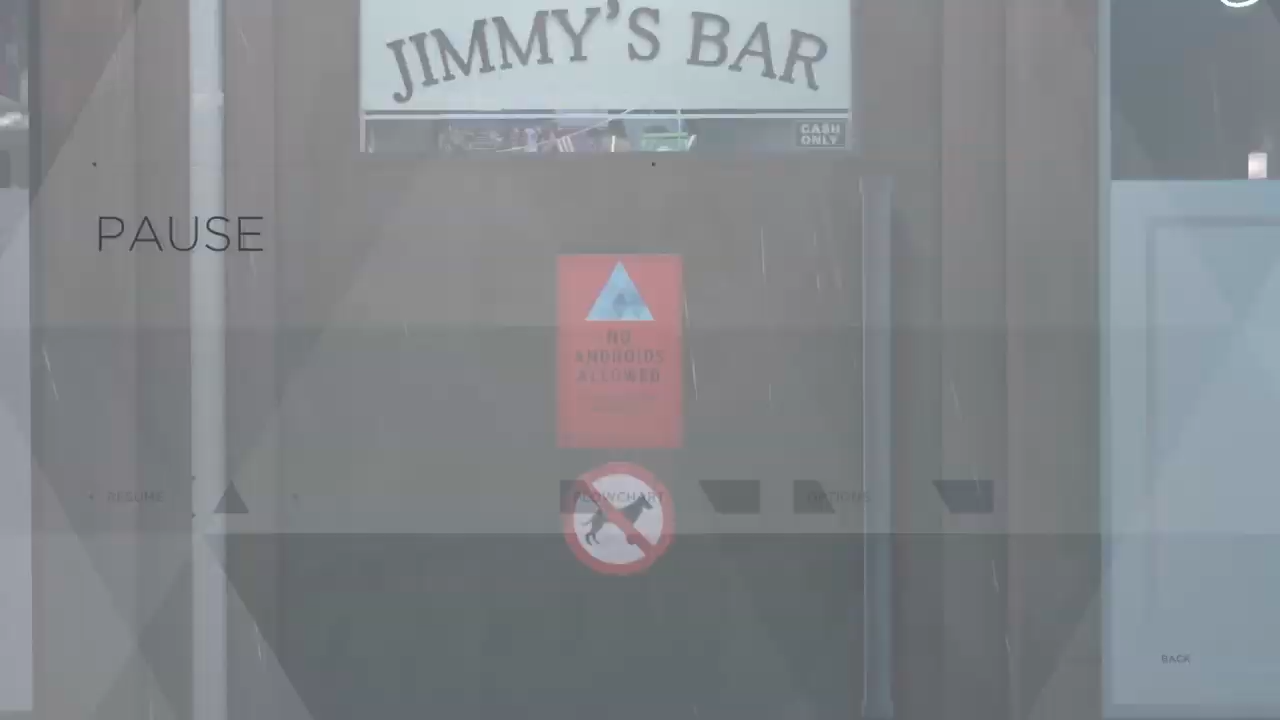 JIMMY'S BAR
CASH
ONLY
PAUSE
NO
ANDROIDS
ALLOWED
RESUME
FLOWCHART
OPTIONS
BACK